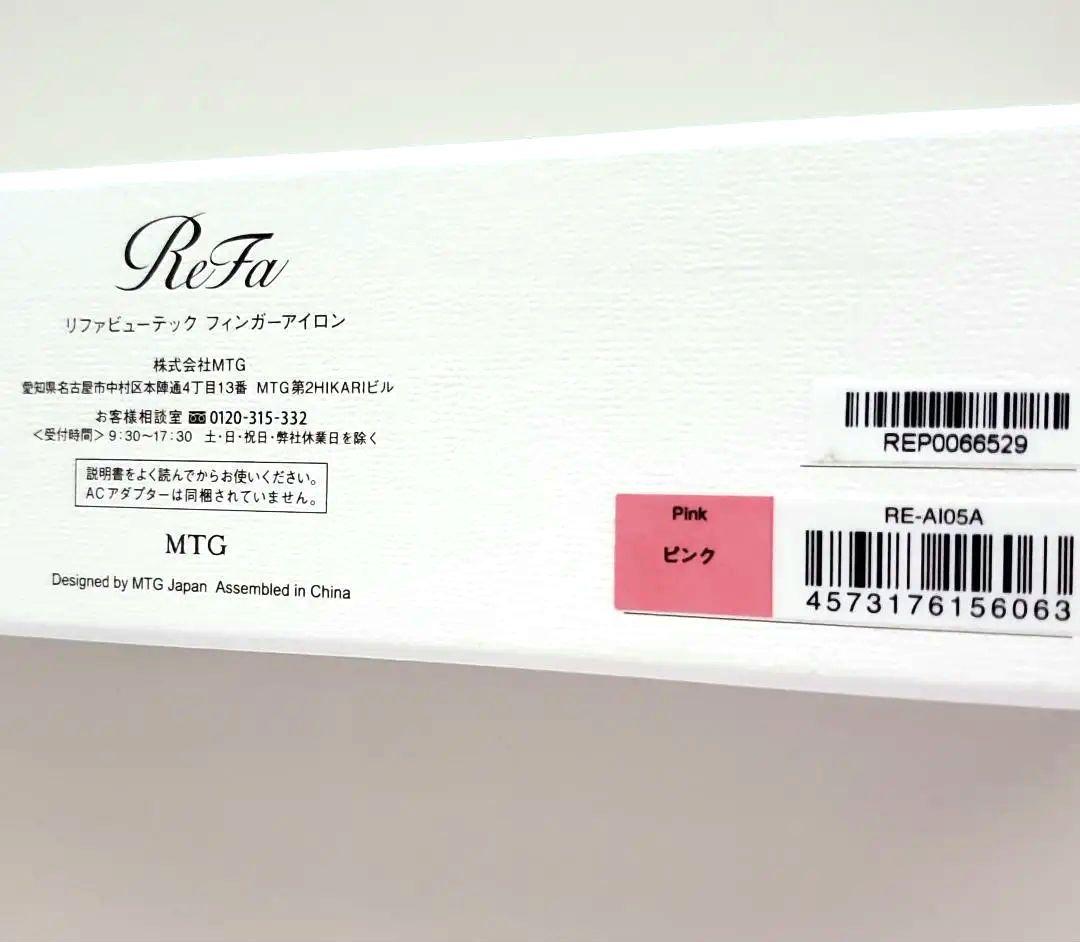 ReFa
リファビューテック フィンガーアイロン
株式会社MTG
愛知県名古屋市中村区本陣通4丁目13番 MTG第2HIKARIビル
お客様相談室 0120-315-332
＜受付時間＞9:30〜17:30 土・日・祝日・弊社休業日を除く
説明書をよく読んでからお使いください。
ACアダプターは同梱されていません。
MTG
Designed by MTG Japan Assembled in China
REP0066529
Pink
ピンク
RE-AI05A
4573176156063